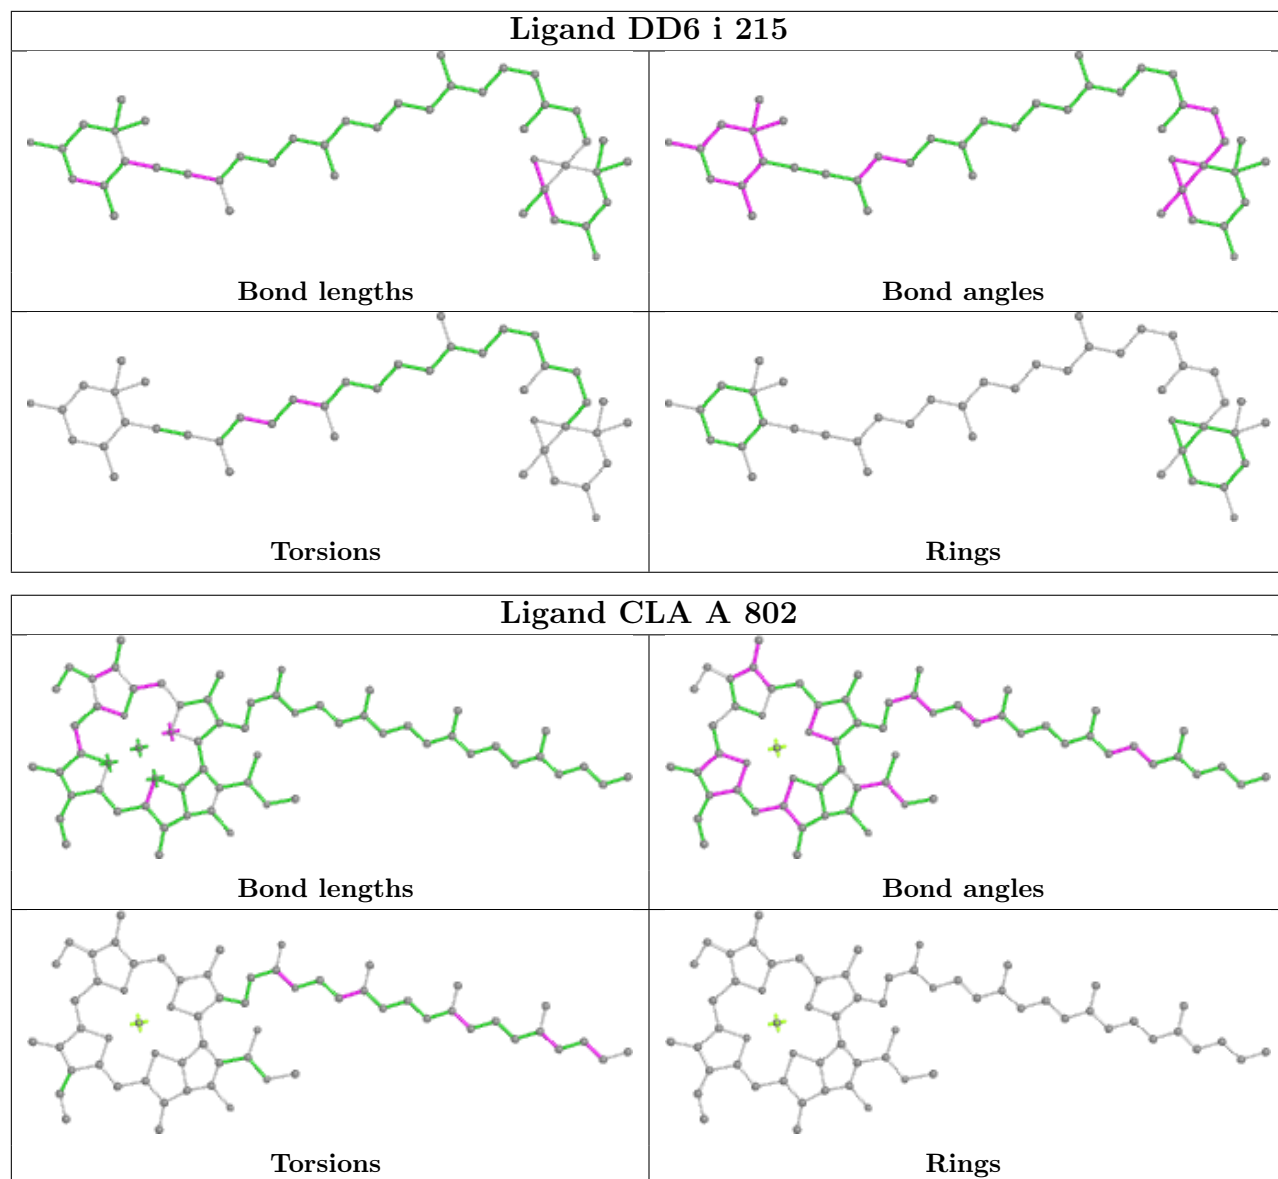 Ligand DD6 i 215
Bond lengths
Bond angles
Torsions
Rings
Ligand CLA A 802
Bond lengths
Bond angles
Torsions
Rings